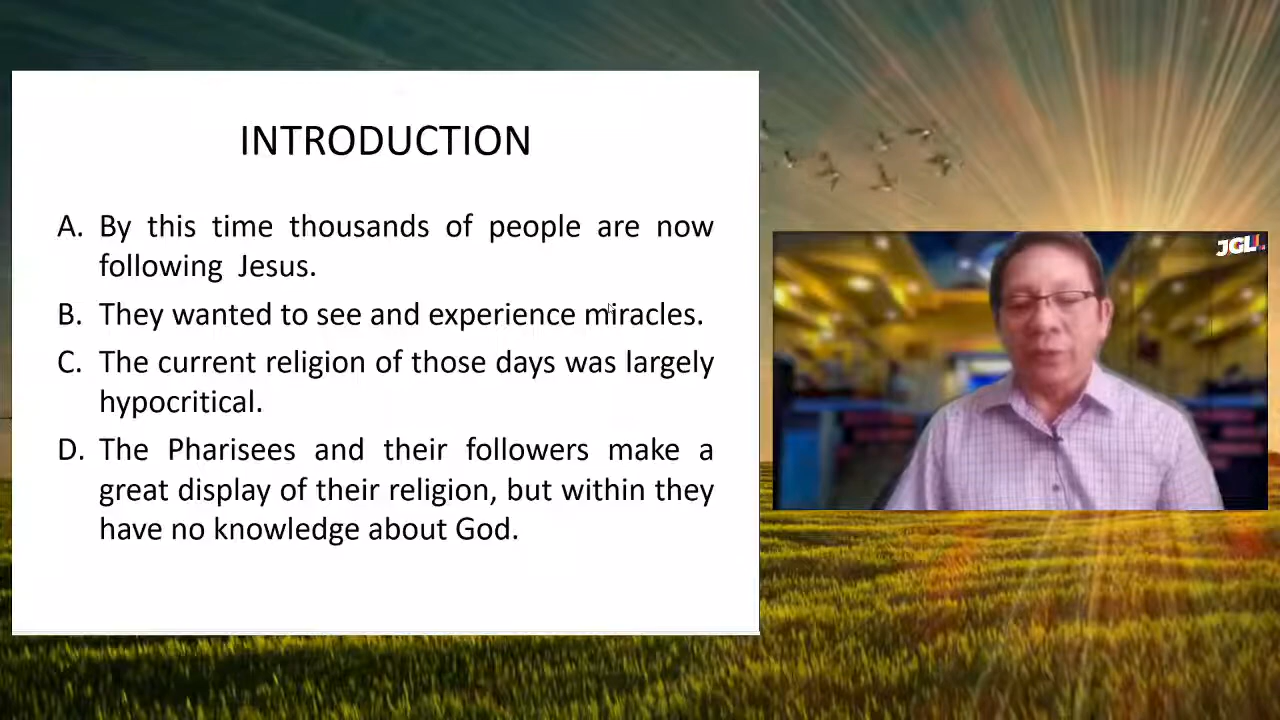 INTRODUCTION
A. By this time thousands of people are now
following Jesus.
B. They wanted to see and experience miracles.
C. The current religion of those days was largely
hypocritical.
D. The Pharisees and their followers make a
great display of their religion, but within they
have no knowledge about God.